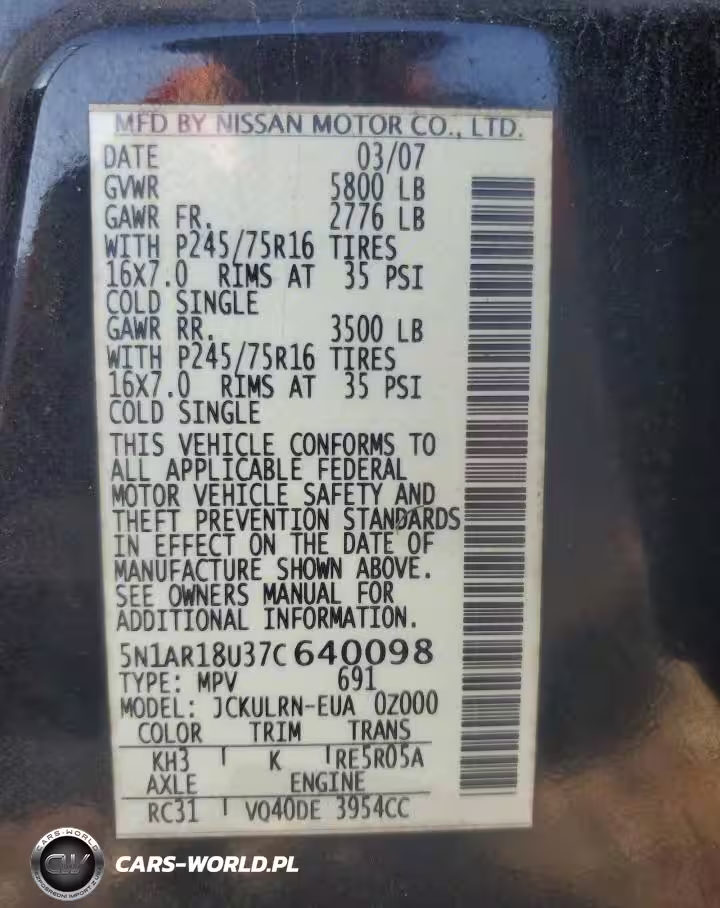 MFD BY NISSAN MOTOR CO., LTD.
DATE 03/07
GVWR 5800 LB
GAWR FR. 2776 LB
WITH P245/75R16 TIRES
16X7.0 RIMS AT 35 PSI
COLD SINGLE
GAWR RR. 3500 LB
WITH P245/75R16 TIRES
16X7.0 RIMS AT 35 PSI
COLD SINGLE
THIS VEHICLE CONFORMS TO
ALL APPLICABLE FEDERAL
MOTOR VEHICLE SAFETY AND
THEFT PREVENTION STANDARDS
IN EFFECT ON THE DATE OF
MANUFACTURE SHOWN ABOVE.
SEE OWNERS MANUAL FOR
ADDITIONAL INFORMATION.
5N1AR18U37C640098
TYPE: MPV 691
MODEL: JCKULRN-EUA 0Z000
COLOR TRIM TRANS
KH3 K RE5R05A
AXLE ENGINE
RC31 VQ40DE 3954CC
CARS-WORLD
CW
CARS-WORLD.PL